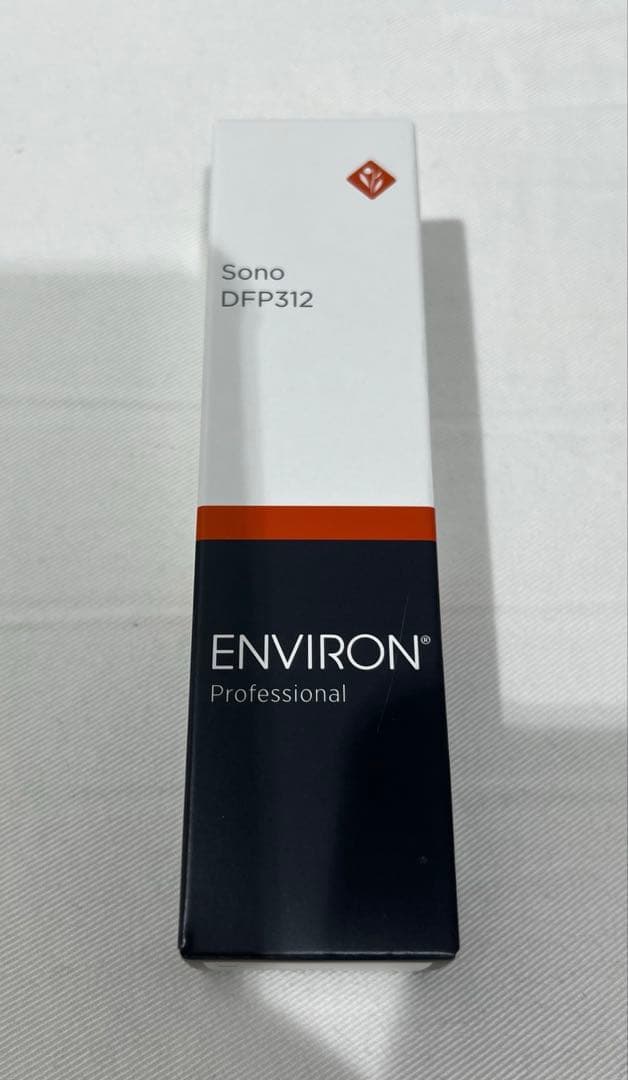 Sono
DFP312
ENVIRON®
Professional